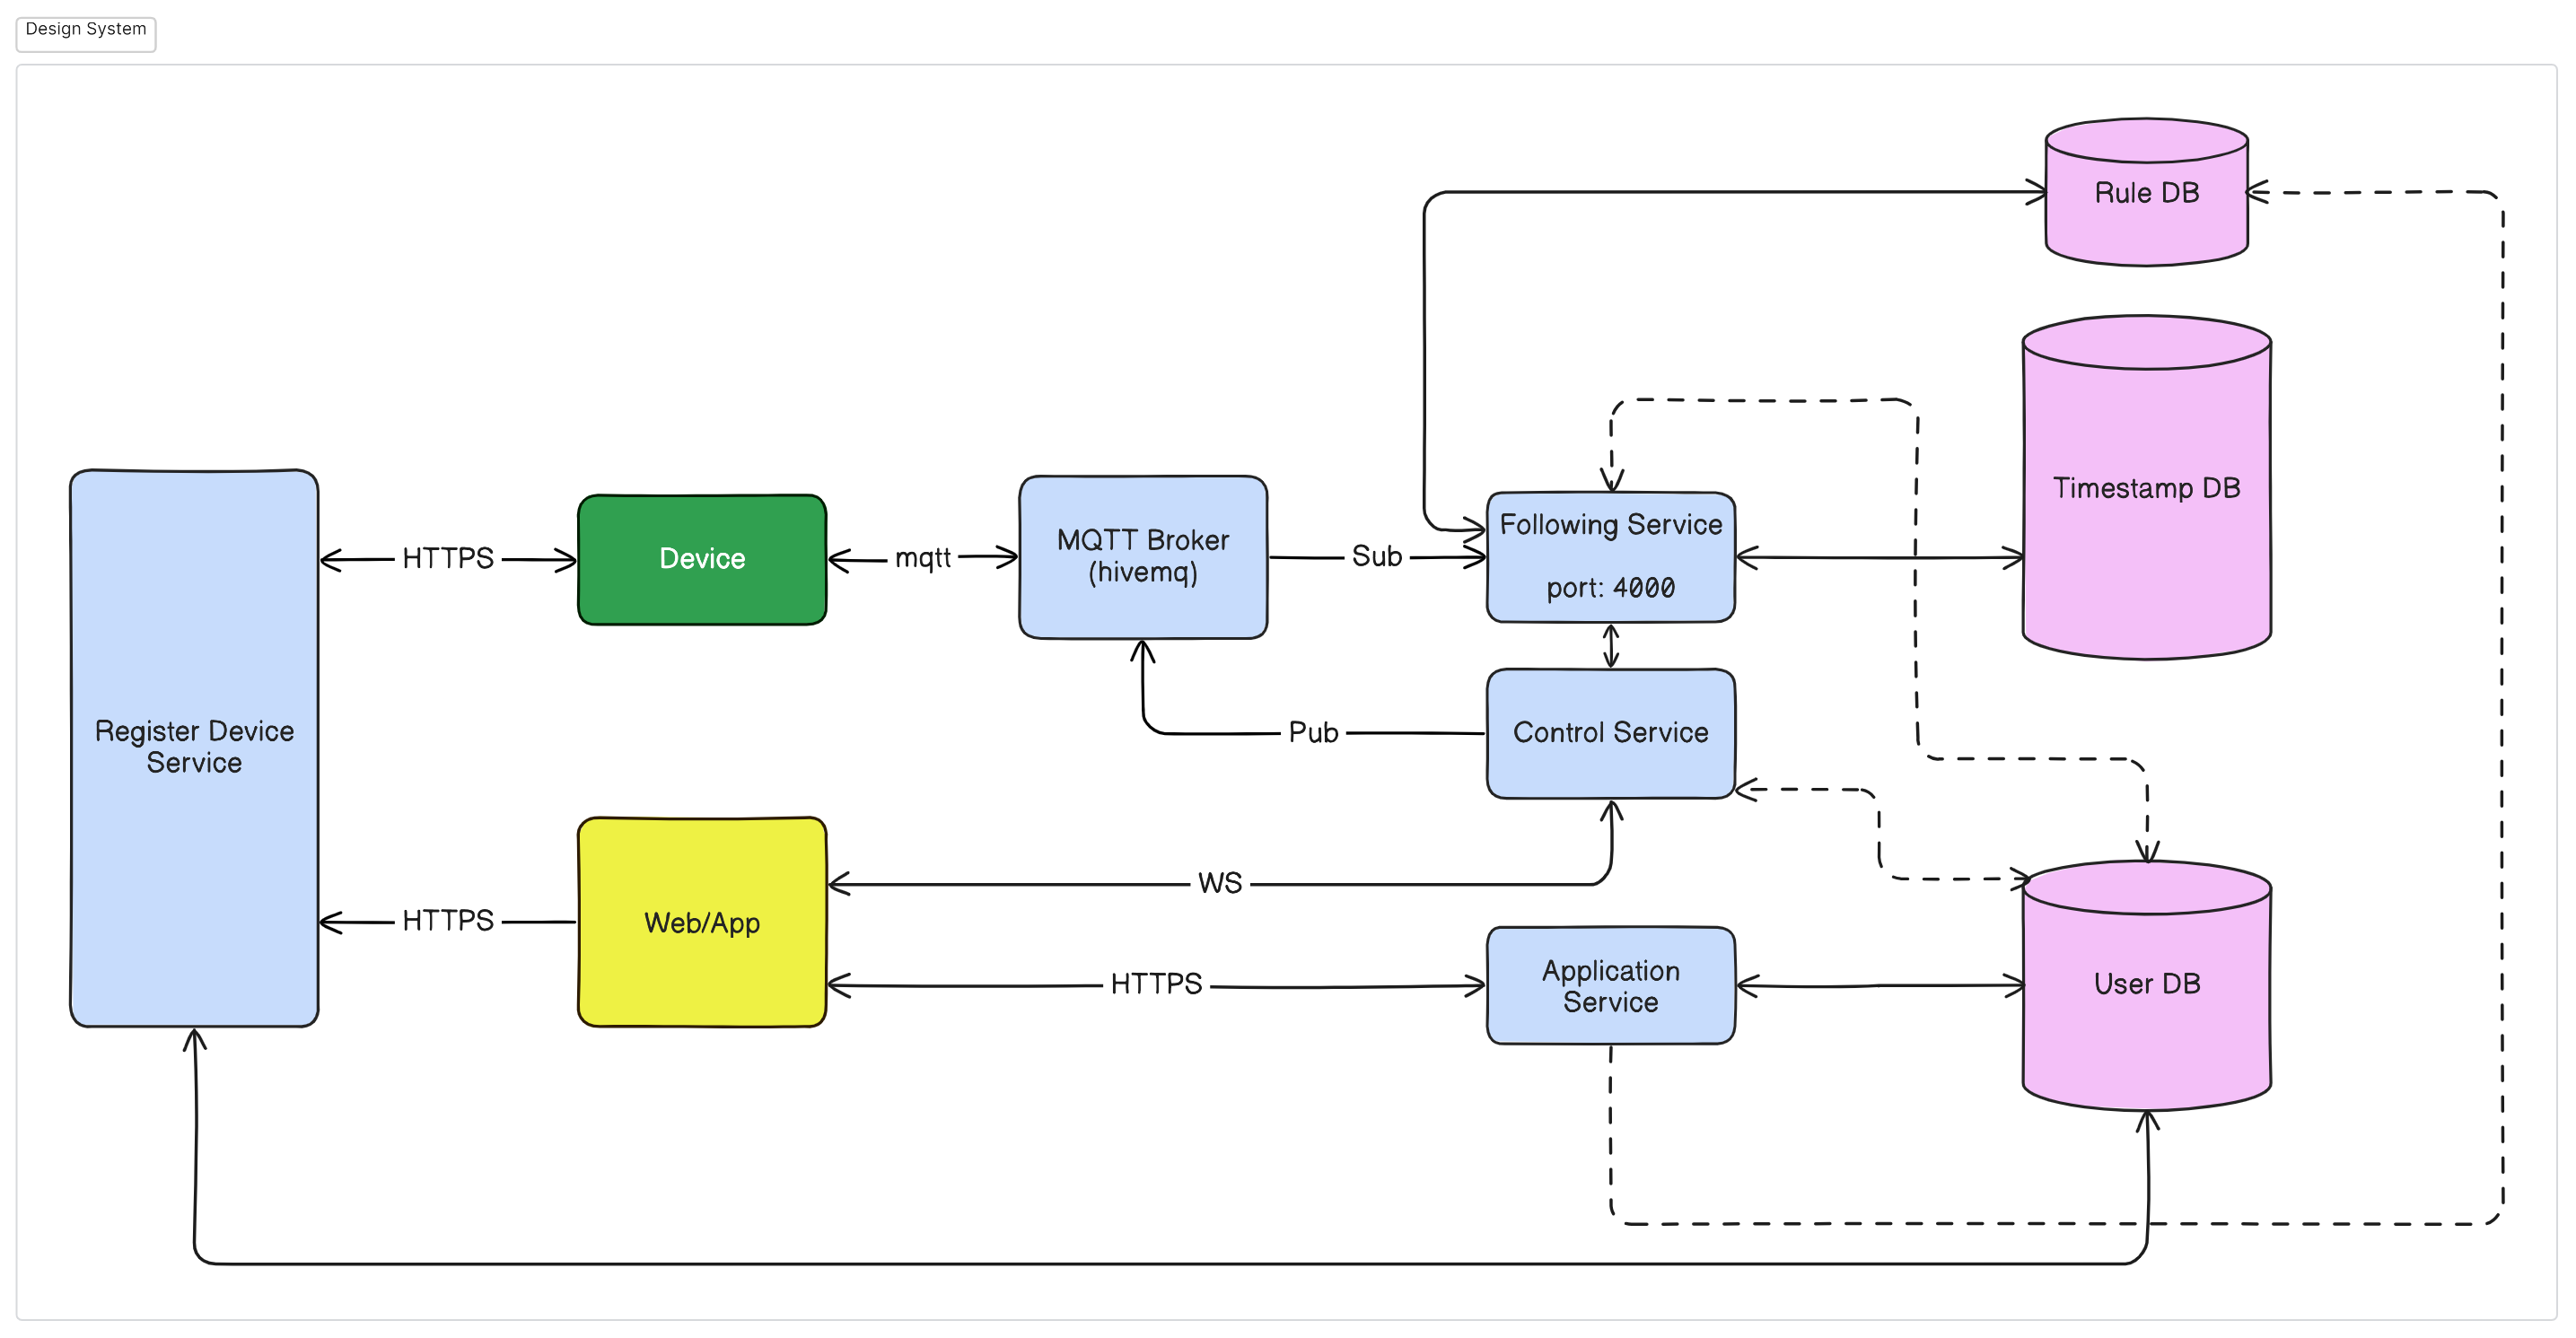 Design System
Rule DB
Timestamp DB
Following Service
port: 4000
MQTT Broker
(hivemq)
Sub
mqtt
Device
HTTPS
Register Device
Service
Control Service
Pub
WS
Web/App
HTTPS
HTTPS
Application
Service
User DB